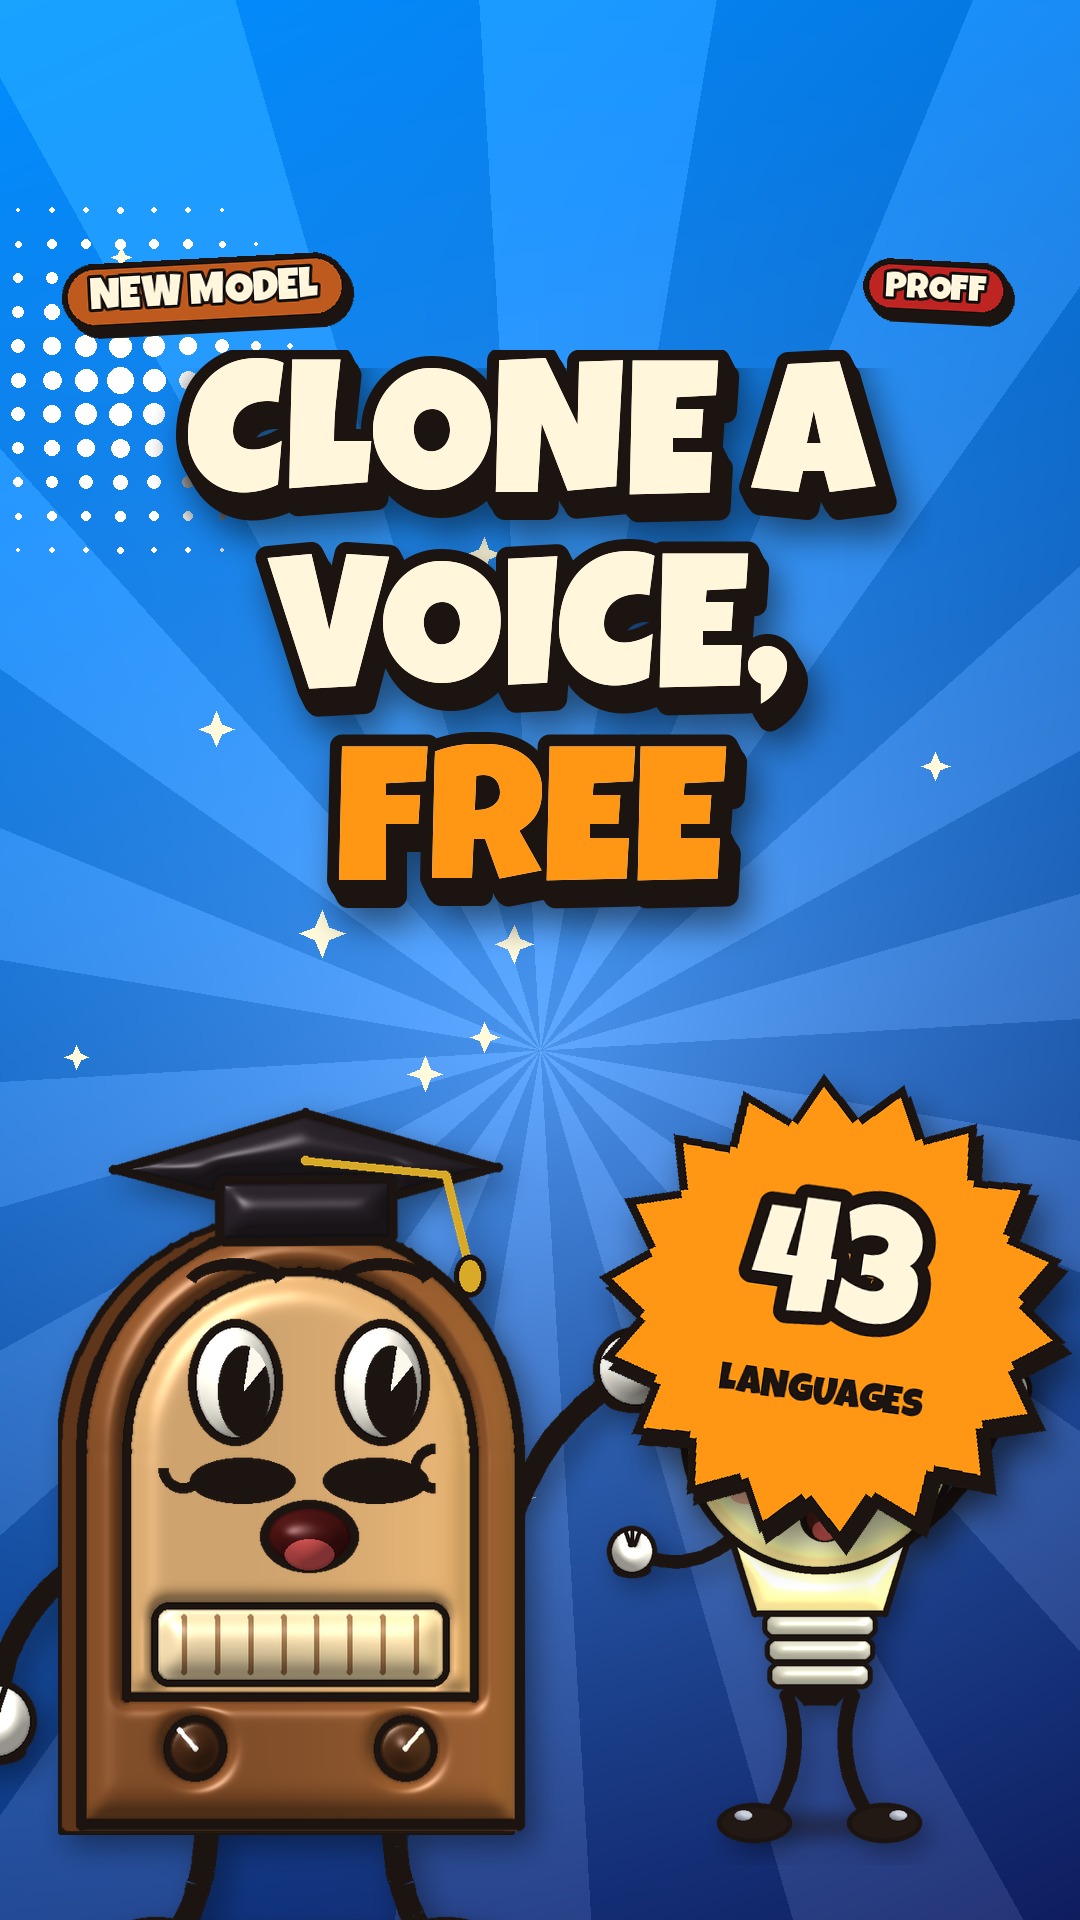 NEW MODEL
PROFF
CLONE A
VOICE,
FREE
43
LANGUAGES